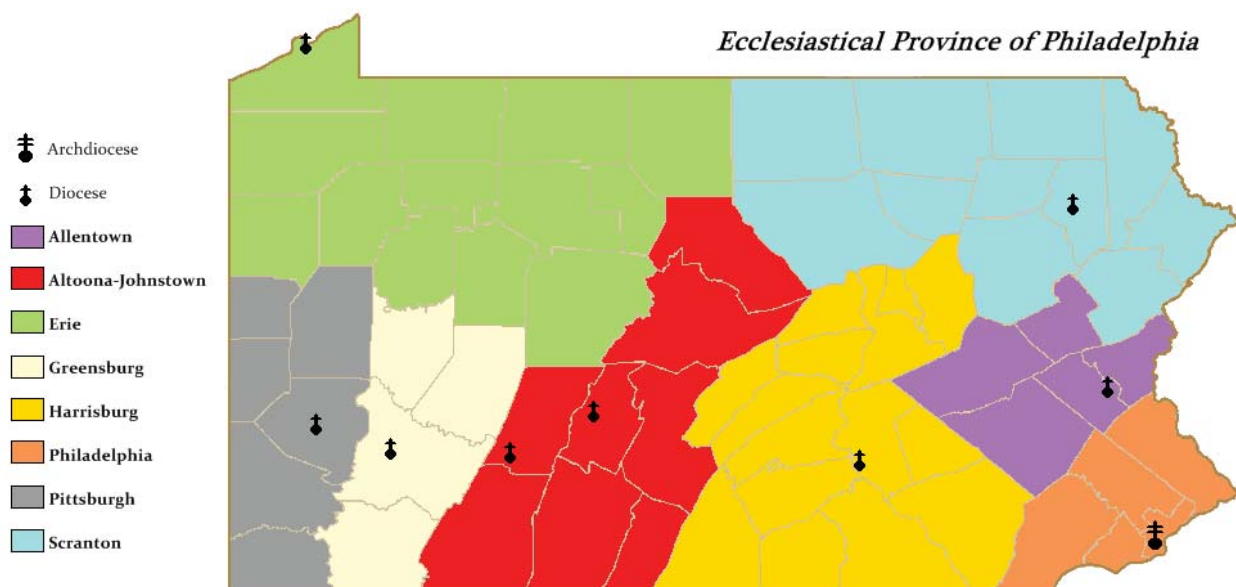 Ecclesiastical Province of Philadelphia
Archdiocese
Diocese
Allentown
Altoona-Johnstown
Erie
Greensburg
Harrisburg
Philadelphia
Pittsburgh
Scranton